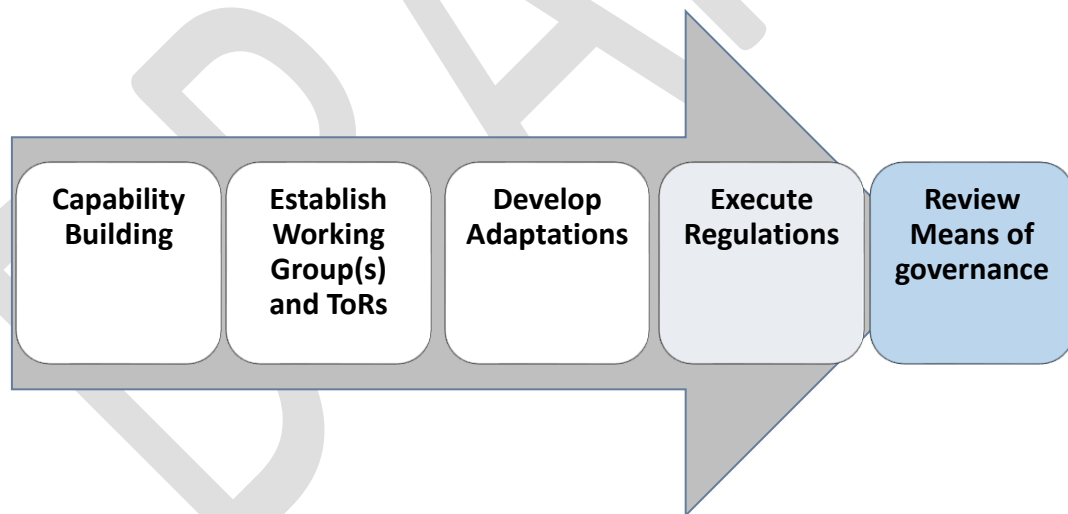 Capability
Building
Establish
Working
Group(s)
and ToRs
Develop
Adaptations
Execute
Regulations
Review
Means of
governance